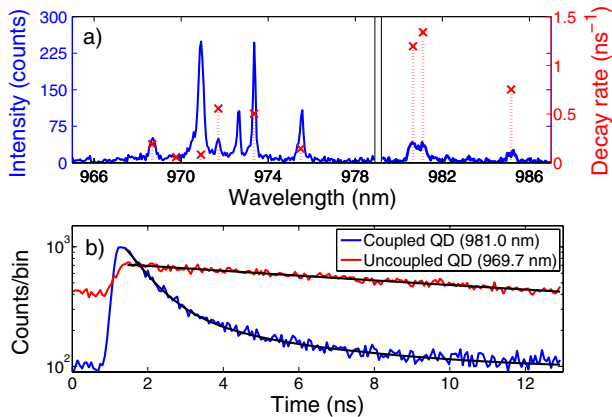 a)
Intensity (counts)
300
225
150
75
0
966
970
974
978
982
986
Wavelength (nm)
1.5
1
0.5
0
Decay rate (ns⁻¹)
b)
Counts/bin
10³
10²
Coupled QD (981.0 nm)
Uncoupled QD (969.7 nm)
0
2
4
6
8
10
12
Time (ns)